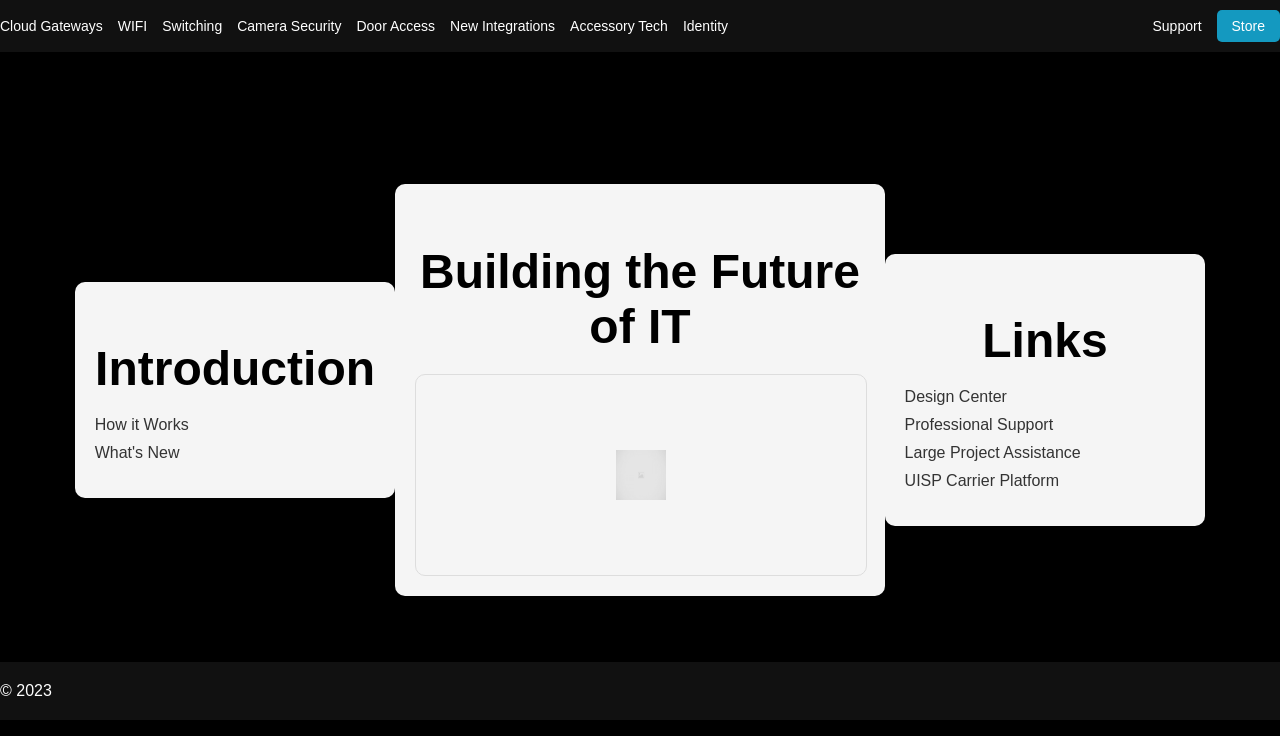 Cloud Gateways WIFI Switching Camera Security Door Access New Integrations Accessory Tech Identity Support Store
Introduction
How it Works
What's New
Building the Future
of IT
Links
Design Center
Professional Support
Large Project Assistance
UISP Carrier Platform
© 2023